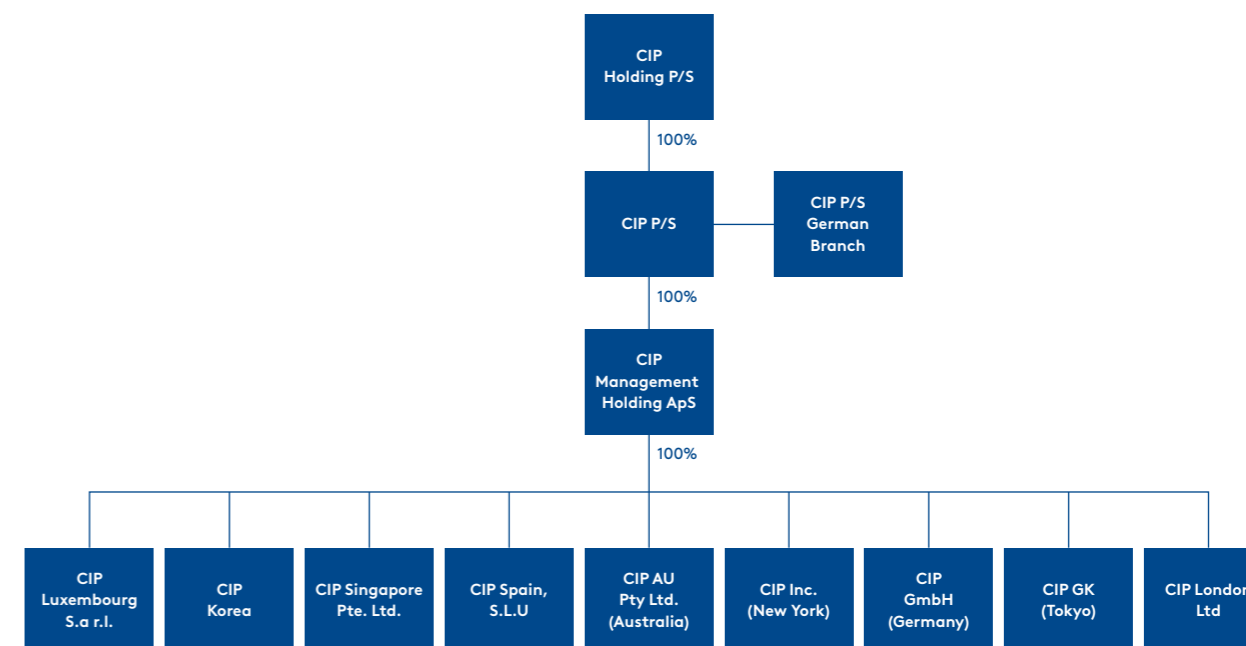 CIP
Holding P/S
100%
CIP P/S
CIP P/S
German
Branch
100%
CIP
Management
Holding ApS
100%
CIP
Luxembourg
S.a r.l.
CIP
Korea
CIP Singapore
Pte. Ltd.
CIP Spain,
S.L.U
CIP AU
Pty Ltd.
(Australia)
CIP Inc.
(New York)
CIP
GmbH
(Germany)
CIP GK
(Tokyo)
CIP London
Ltd